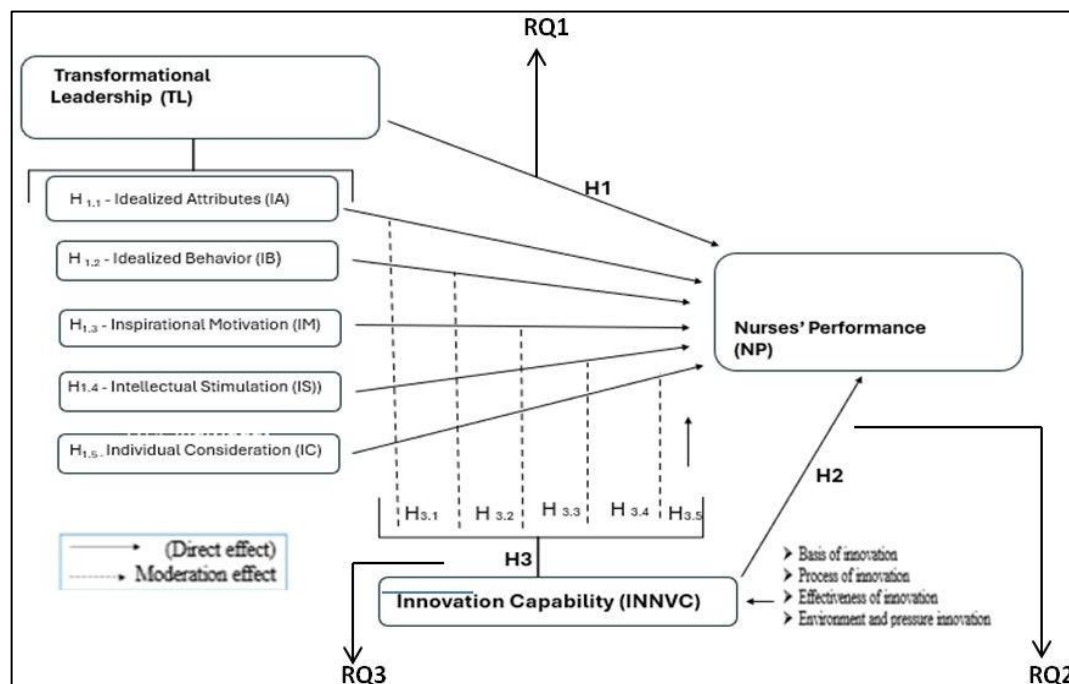 RQ1
Transformational
Leadership (TL)
H1
H 1.1 - Idealized Attributes (IA)
H1.2 - Idealized Behavior (IB)
H1.3 - Inspirational Motivation (IM)
H1.4 - Intellectual Stimulation (IS))
H1.5 - Individual Consideration (IC)
Nurses' Performance
(NP)
H2
H3.1 H 3.2 H 3.3 H 3.4 H3.5
(Direct effect)
Moderation effect
H3
Innovation Capability (INNVC)
➢ Basis of innovation
➢ Process of innovation
➢ Effectiveness of innovation
➢ Environment and pressure innovation
RQ3
RQ2